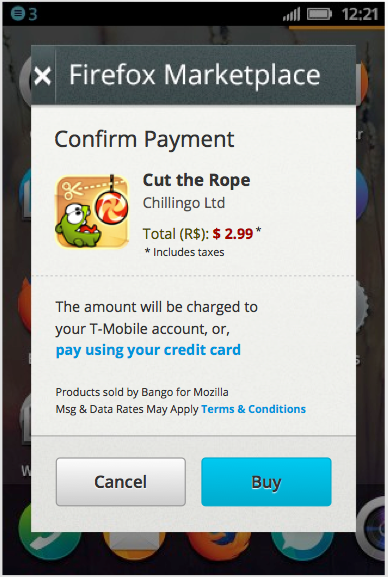 3
12:21
Firefox Marketplace
Confirm Payment
Cut the Rope
Chillingo Ltd
Total (R$): $ 2.99 *
* Includes taxes
The amount will be charged to
your T-Mobile account, or,
pay using your credit card
Products sold by Bango for Mozilla
Msg & Data Rates May Apply Terms & Conditions
Cancel
Buy